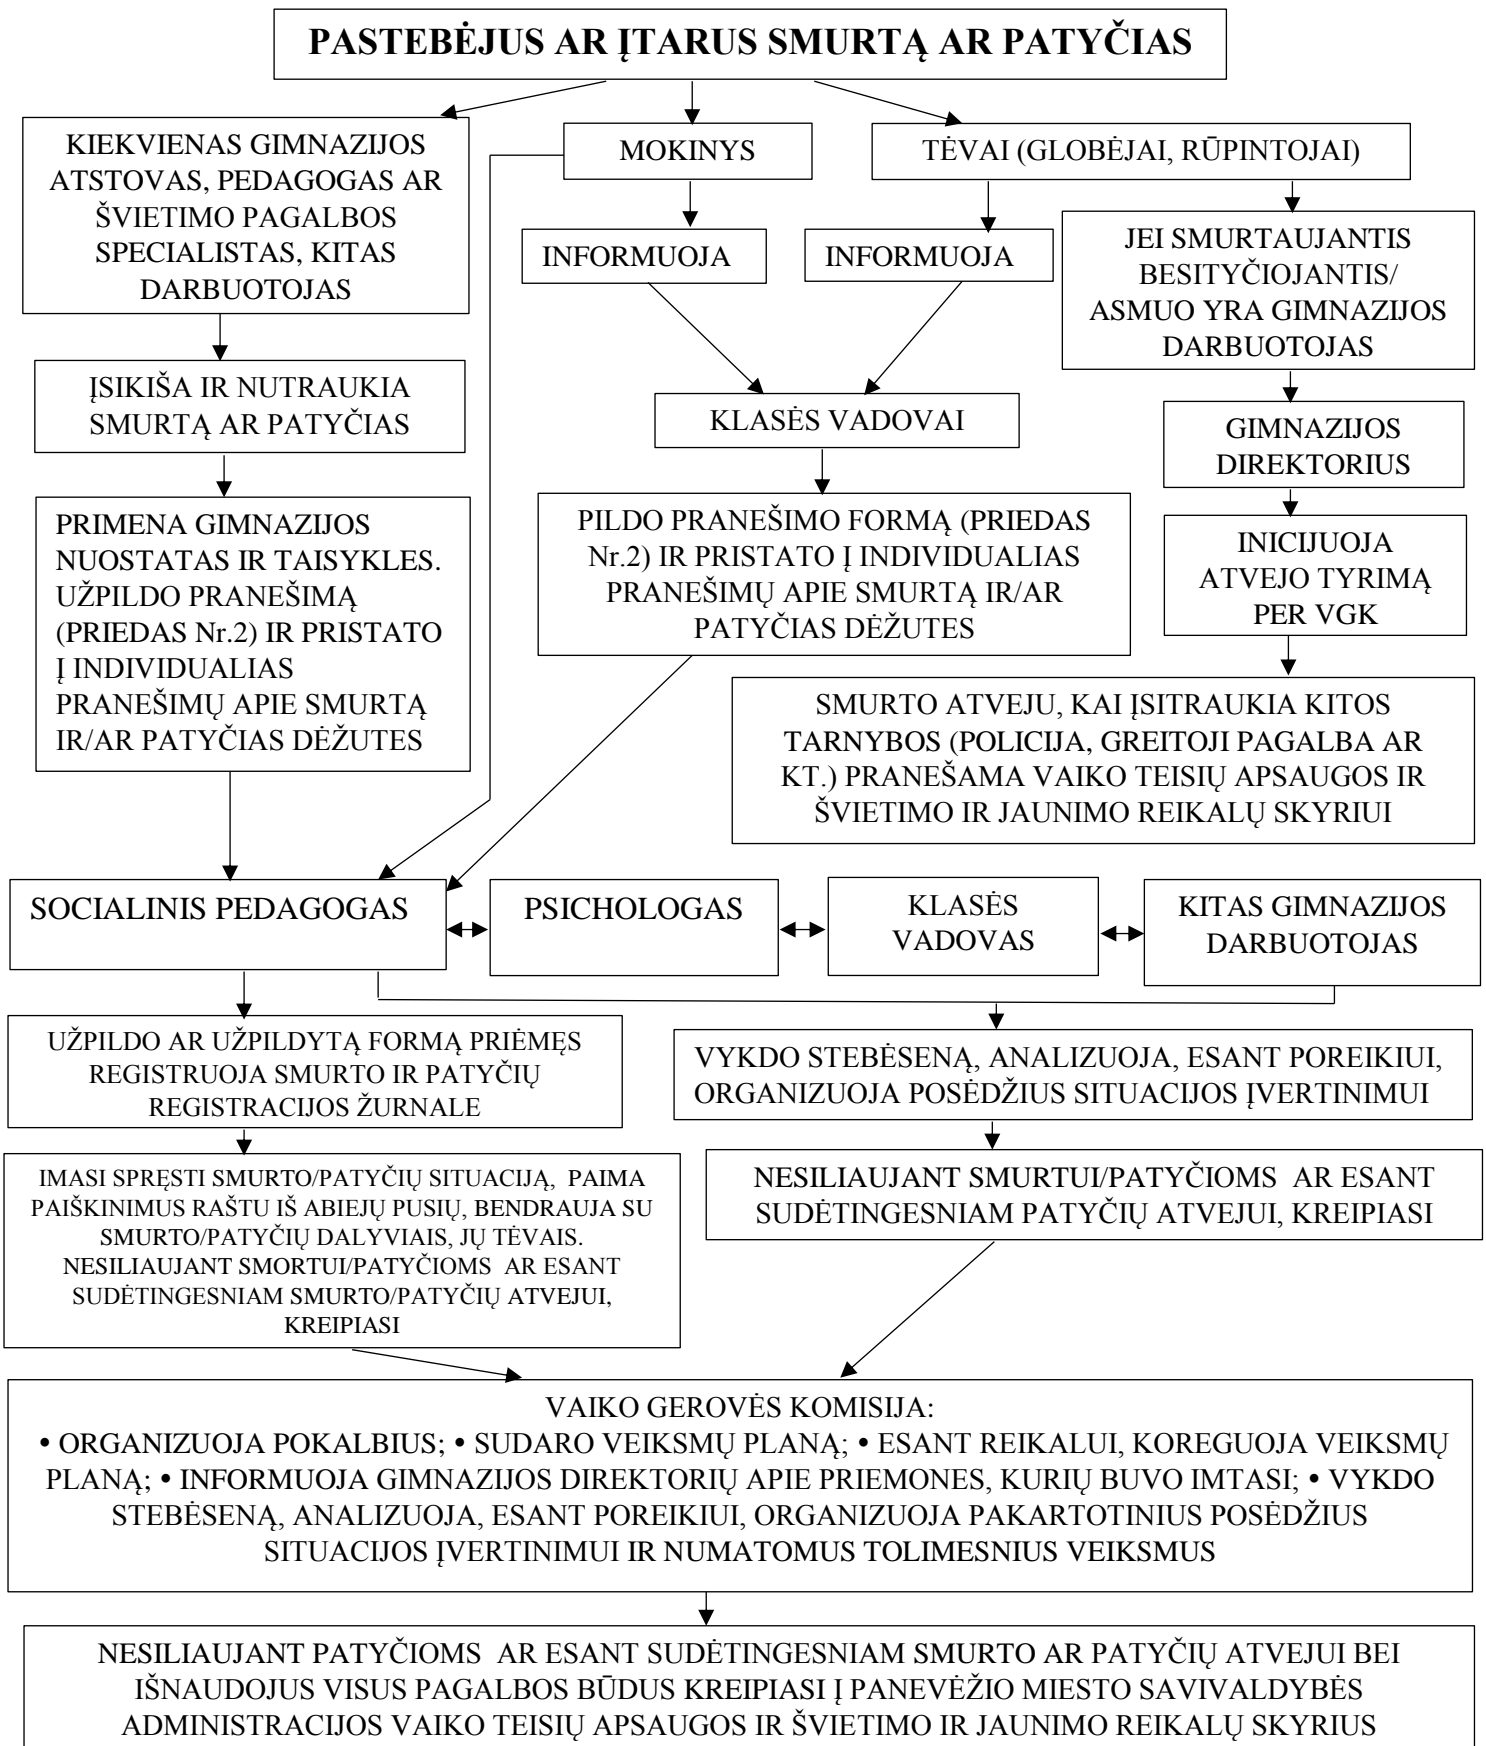 PASTEBĖJUS AR ĮTARUS SMURTĄ AR PATYČIAS
KIEKVIENAS GIMNAZIJOS
ATSTOVAS, PEDAGOGAS AR
ŠVIETIMO PAGALBOS
SPECIALISTAS, KITAS
DARBUOTOJAS
MOKINYS
TĖVAI (GLOBĖJAI, RŪPINTOJAI)
INFORMUOJA
INFORMUOJA
JEI SMURTAUJANTIS
BESITYČIOJANTIS/
ASMUO YRA GIMNAZIJOS
DARBUOTOJAS
ĮSIKIŠA IR NUTRAUKIA
SMURTĄ AR PATYČIAS
KLASĖS VADOVAI
GIMNAZIJOS
DIREKTORIUS
PRIMENA GIMNAZIJOS
NUOSTATAS IR TAISYKLES.
UŽPILDO PRANEŠIMĄ
(PRIEDAS Nr.2) IR PRISTATO
Į INDIVIDUALIAS
PRANEŠIMŲ APIE SMURTĄ
IR/AR PATYČIAS DĖŽUTES
PILDO PRANEŠIMO FORMĄ (PRIEDAS
Nr.2) IR PRISTATO Į INDIVIDUALIAS
PRANEŠIMŲ APIE SMURTĄ IR/AR
PATYČIAS DĖŽUTES
INICIJUOJA
ATVEJO TYRIMĄ
PER VGK
SMURTO ATVEJU, KAI ĮSITRAUKIA KITOS
TARNYBOS (POLICIJA, GREITOJI PAGALBA AR
KT.) PRANEŠAMA VAIKO TEISIŲ APSAUGOS IR
ŠVIETIMO IR JAUNIMO REIKALŲ SKYRIUI
SOCIALINIS PEDAGOGAS
PSICHOLOGAS
KLASĖS
VADOVAS
KITAS GIMNAZIJOS
DARBUOTOJAS
UŽPILDO AR UŽPILDYTĄ FORMĄ PRIĖMĘS
REGISTRUOJA SMURTO IR PATYČIŲ
REGISTRACIJOS ŽURNALE
VYKDO STEBĖSENĄ, ANALIZUOJA, ESANT POREIKIUI,
ORGANIZUOJA POSĖDŽIUS SITUACIJOS ĮVERTINIMUI
IMASI SPRĘSTI SMURTO/PATYČIŲ SITUACIJĄ, PAIMA
PAIŠKINIMUS RAŠTU IŠ ABIEJŲ PUSIŲ, BENDRAUJA SU
SMURTO/PATYČIŲ DALYVIAIS, JŲ TĖVAIS.
NESILIAUJANT SMORTUI/PATYČIOMS AR ESANT
SUDĖTINGESNIAM SMURTO/PATYČIŲ ATVEJUI,
KREIPIASI
NESILIAUJANT SMURTUI/PATYČIOMS AR ESANT
SUDĖTINGESNIAM PATYČIŲ ATVEJUI, KREIPIASI
VAIKO GEROVĖS KOMISIJA:
• ORGANIZUOJA POKALBIUS; • SUDARO VEIKSMŲ PLANĄ; • ESANT REIKALUI, KOREGUOJA VEIKSMŲ
PLANĄ; • INFORMUOJA GIMNAZIJOS DIREKTORIŲ APIE PRIEMONES, KURIŲ BUVO IMTASI; • VYKDO
STEBĖSENĄ, ANALIZUOJA, ESANT POREIKIUI, ORGANIZUOJA PAKARTOTINIUS POSĖDŽIUS
SITUACIJOS ĮVERTINIMUI IR NUMATOMUS TOLIMESNIUS VEIKSMUS
NESILIAUJANT PATYČIOMS AR ESANT SUDĖTINGESNIAM SMURTO AR PATYČIŲ ATVEJUI BEI
IŠNAUDOJUS VISUS PAGALBOS BŪDUS KREIPIASI Į PANEVĖŽIO MIESTO SAVIVALDYBĖS
ADMINISTRACIJOS VAIKO TEISIŲ APSAUGOS IR ŠVIETIMO IR JAUNIMO REIKALŲ SKYRIUS